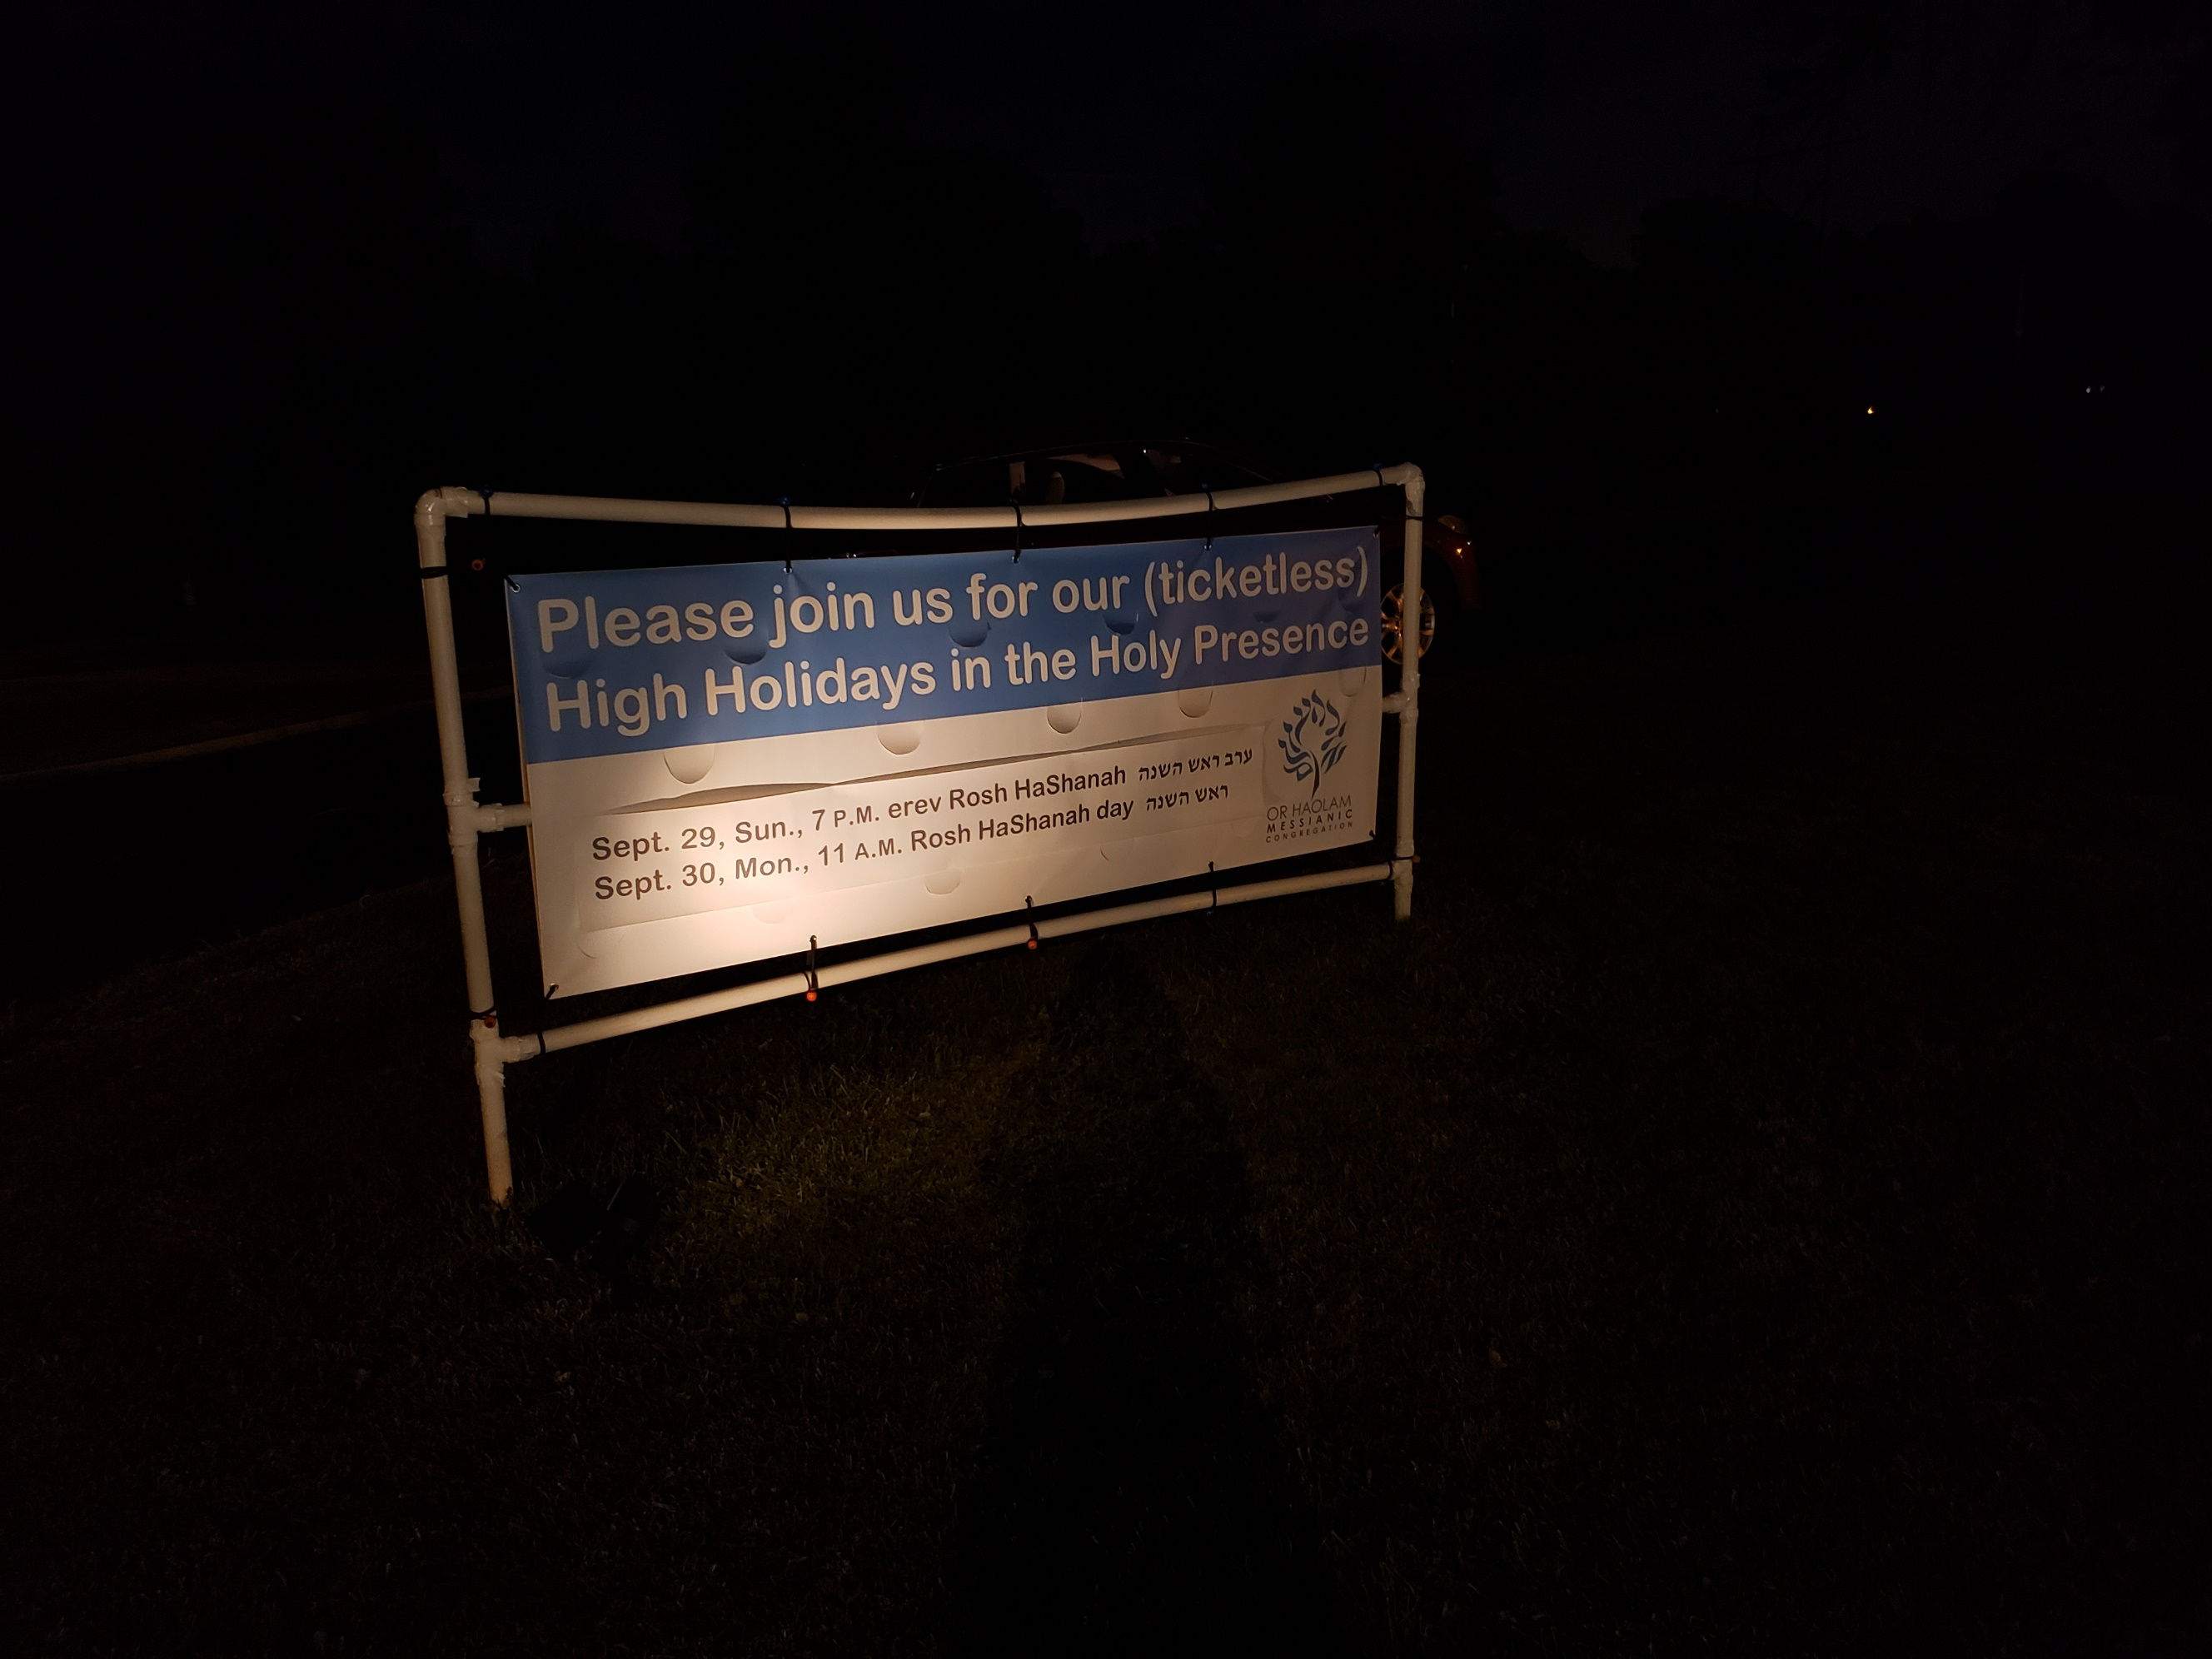 Please join us for our (ticketless)
High Holidays in the Holy Presence
Sept. 29, Sun., 7 P.M. erev Rosh HaShanah ערב ראש השנה
Sept. 30, Mon., 11 A.M. Rosh HaShanah day ראש השנה
OR HAOLAM
MESSIANIC
CONGREGATION